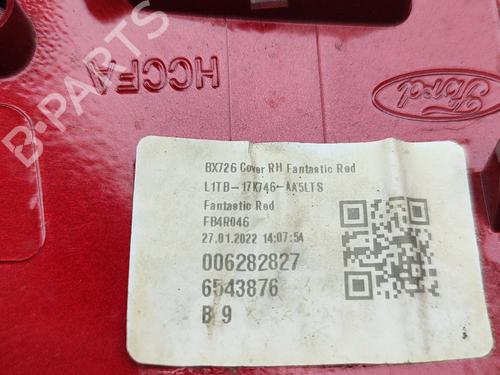 HCCFA
Ford
B-PARTS
BX726 Cover RH Fantastic Red
L1TB-17K746-AA5LTS
Fantastic Red
FB4R046
27.01.2022 14:07:54
006282827
6543876
B 9